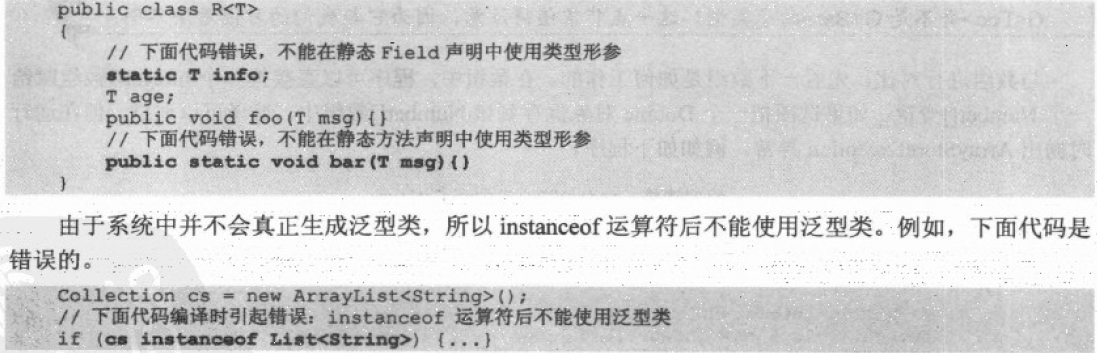 public class R<T>
{
// 下面代码错误，不能在静态 Field 声明中使用类型形参
static T info;
T age;
public void foo(T msg){}
// 下面代码错误，不能在静态方法声明中使用类型形参
public static void bar(T msg){}
}
由于系统中并不会真正生成泛型类，所以 instanceof 运算符后不能使用泛型类。例如，下面代码是
错误的。
Collection cs = new ArrayList<String>();
// 下面代码编译时引起错误：instanceof 运算符后不能使用泛型类
if (cs instanceof List<String>) {...}